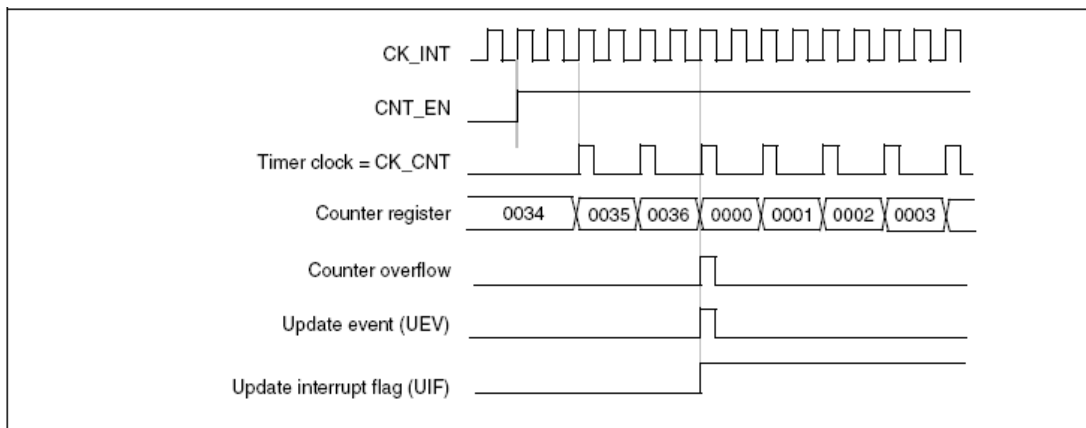 CK_INT
CNT_EN
Timer clock = CK_CNT
Counter register 0034 0035 0036 0000 0001 0002 0003
Counter overflow
Update event (UEV)
Update interrupt flag (UIF)